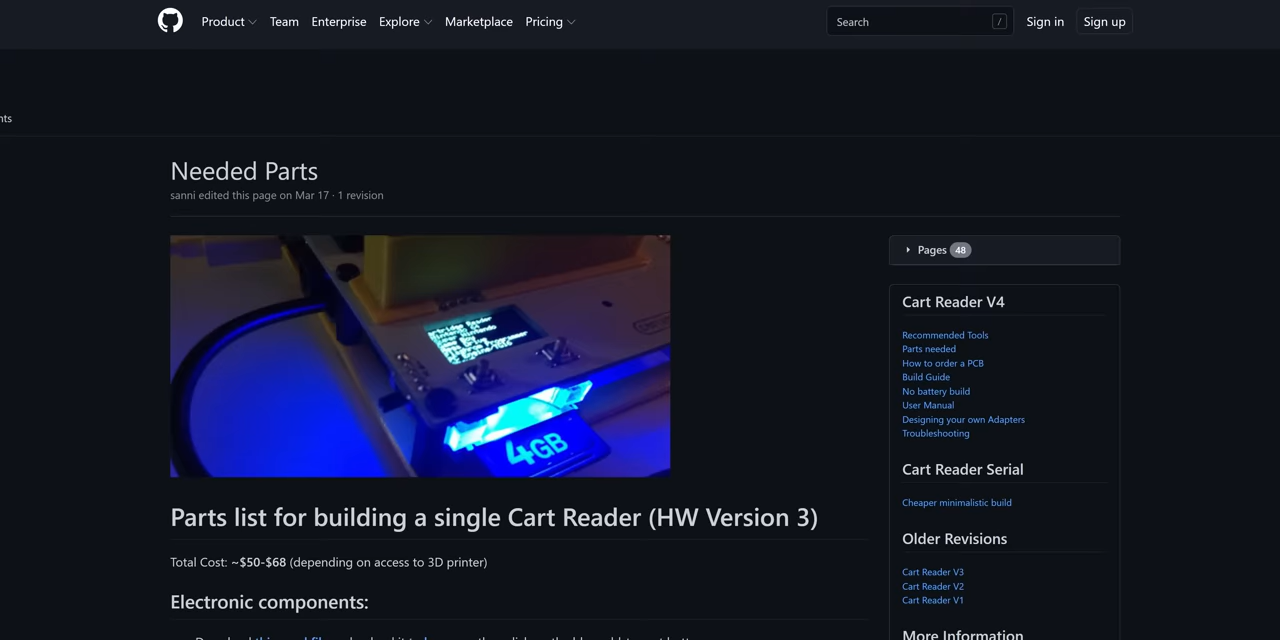 Product
Team
Enterprise
Explore
Marketplace
Pricing
Search
/
Sign in
Sign up
nts
Needed Parts
sanni edited this page on Mar 17 · 1 revision
Pages 48
4GB
Parts list for building a single Cart Reader (HW Version 3)
Total Cost: ~$50-$68 (depending on access to 3D printer)
Electronic components:
Cart Reader V4
Recommended Tools
Parts needed
How to order a PCB
Build Guide
No battery build
User Manual
Designing your own Adapters
Troubleshooting
Cart Reader Serial
Cheaper minimalistic build
Older Revisions
Cart Reader V3
Cart Reader V2
Cart Reader V1
More Information